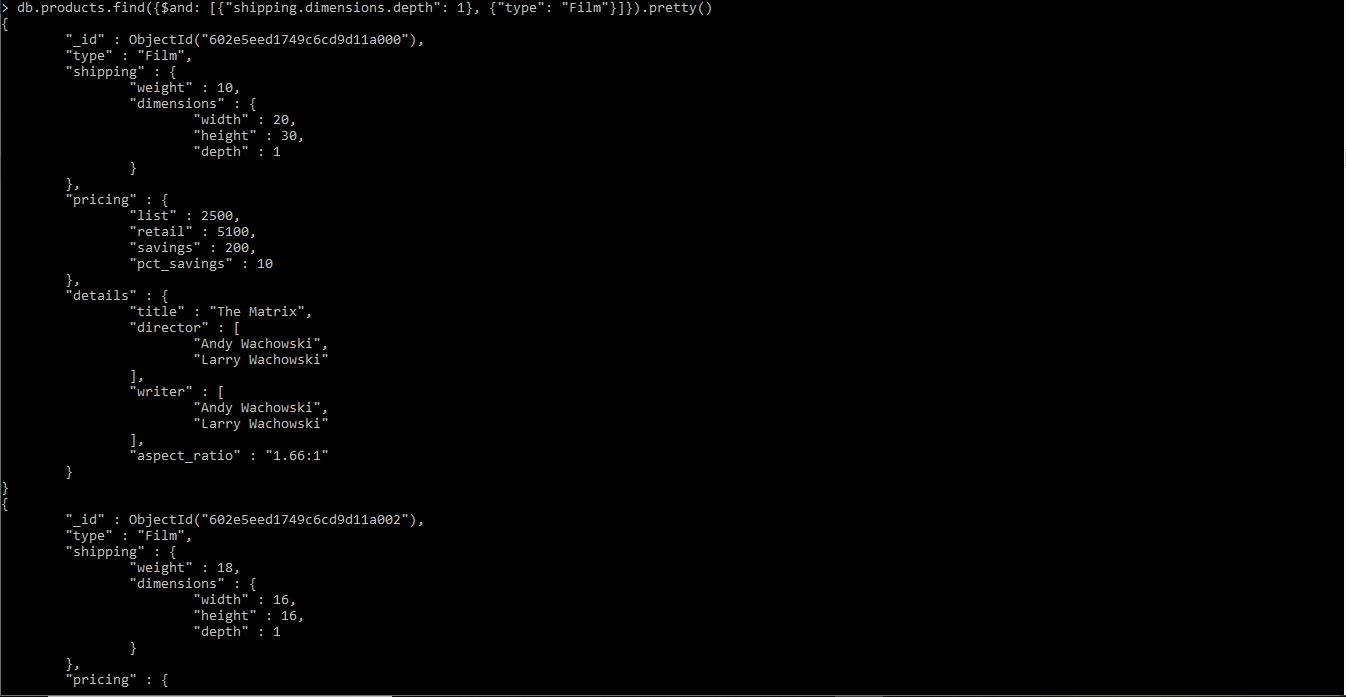 > db.products.find({$and: [{"shipping.dimensions.depth": 1}, {"type": "Film"}]}).pretty()
{
        "_id" : ObjectId("602e5eed1749c6cd9d11a000"),
        "type" : "Film",
        "shipping" : {
                "weight" : 10,
                "dimensions" : {
                        "width" : 20,
                        "height" : 30,
                        "depth" : 1
                }
        },
        "pricing" : {
                "list" : 2500,
                "retail" : 5100,
                "savings" : 200,
                "pct_savings" : 10
        },
        "details" : {
                "title" : "The Matrix",
                "director" : [
                        "Andy Wachowski",
                        "Larry Wachowski"
                ],
                "writer" : [
                        "Andy Wachowski",
                        "Larry Wachowski"
                ],
                "aspect_ratio" : "1.66:1"
        }
}
{
        "_id" : ObjectId("602e5eed1749c6cd9d11a002"),
        "type" : "Film",
        "shipping" : {
                "weight" : 18,
                "dimensions" : {
                        "width" : 16,
                        "height" : 16,
                        "depth" : 1
                }
        },
        "pricing" : {